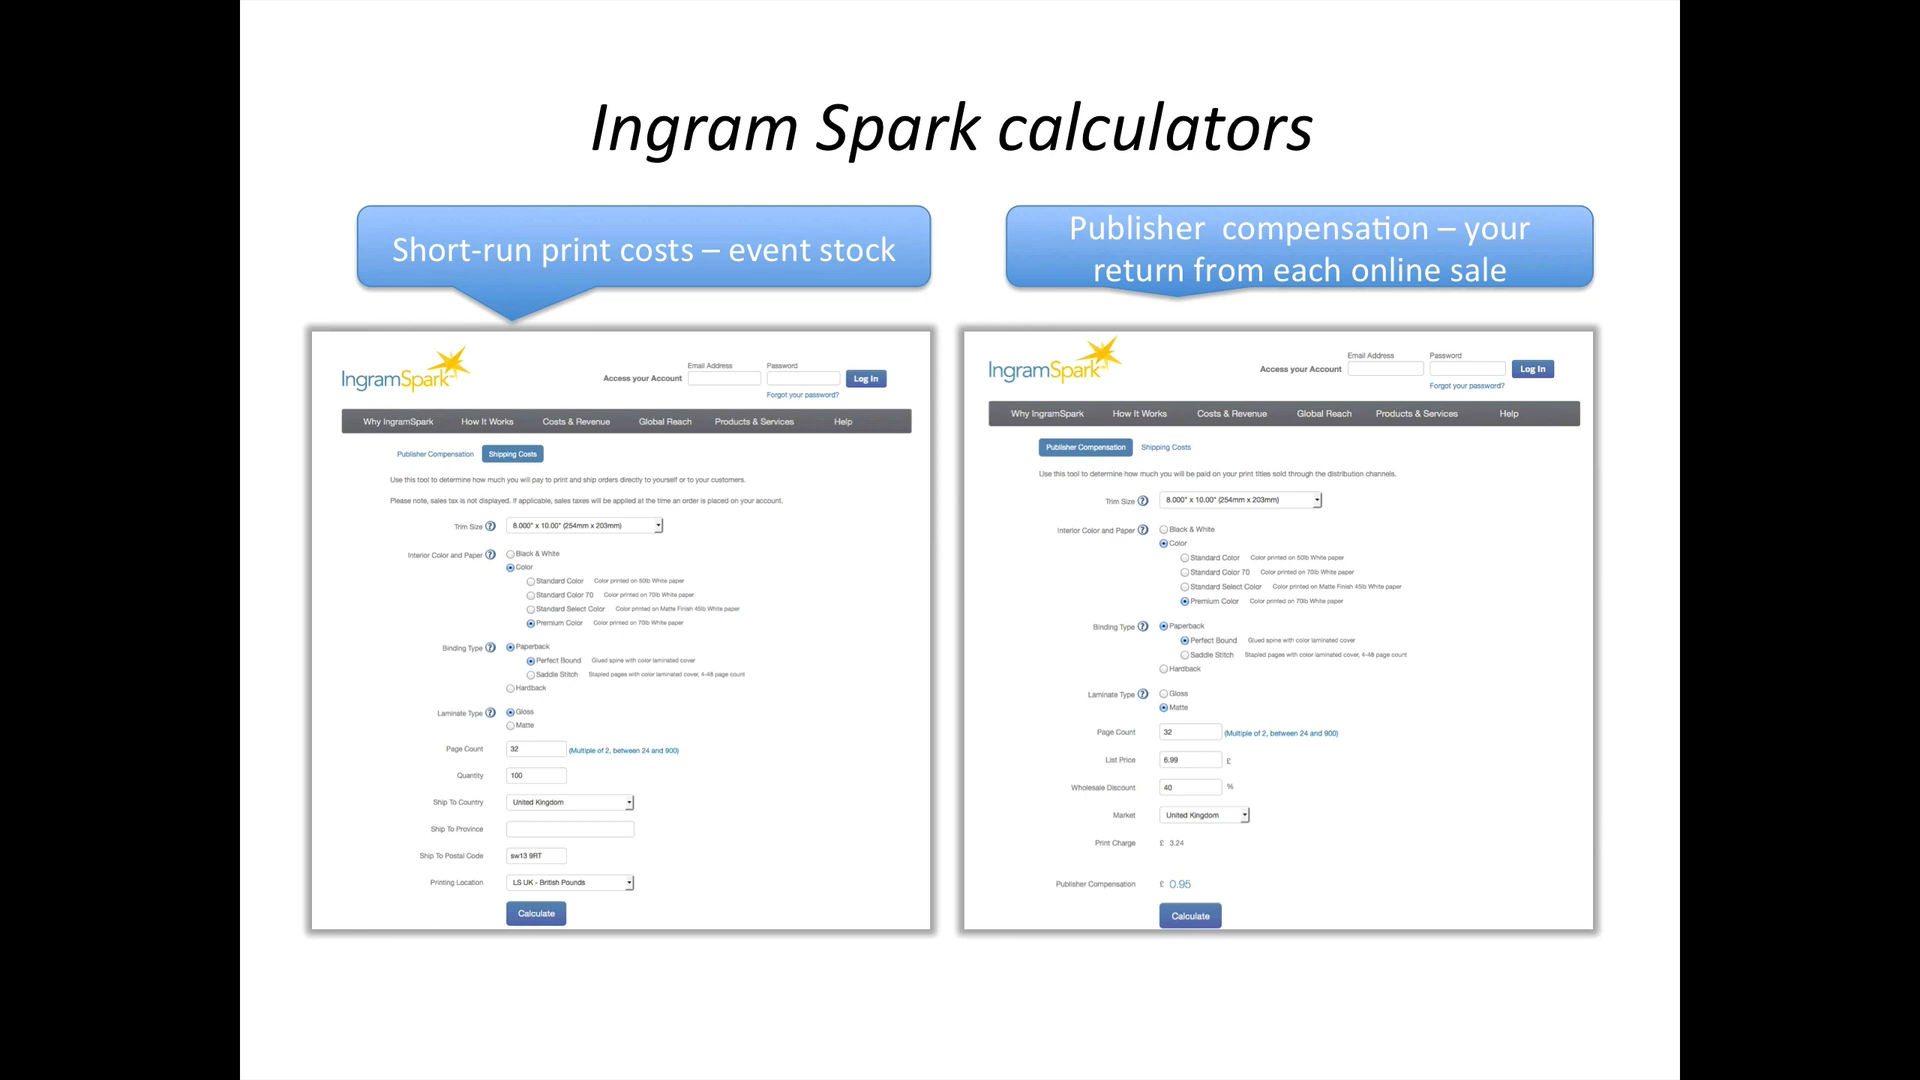 Ingram Spark calculators
Short-run print costs – event stock
Publisher  compensation – your
return from each online sale
IngramSpark
Email Address
Password
Access your Account
Log In
Forgot your password?
Why IngramSpark
How It Works
Costs & Revenue
Global Reach
Products & Services
Help
Publisher Compensation
Shipping Costs
Use this tool to determine how much you will pay to print and ship orders directly to yourself or to your customers.
Please note, sales tax is not displayed. If applicable, sales taxes will be applied at the time an order is placed on your account.
Trim Size ? 8.000" x 10.00" (254mm x 203mm)
Interior Color and Paper ? Black & White
Color
Standard Color Color printed on 50lb White paper
Standard Color 70 Color printed on 70lb White paper
Standard Select Color Color printed on Matte Finish 45lb White paper
Premium Color Color printed on 70lb White paper
Binding Type ? Paperback
Perfect Bound Glued spine with color laminated cover
Saddle Stitch Stapled pages with color laminated cover, 4-48 page count
Hardback
Laminate Type ? Gloss
Matte
Page Count 32 (Multiple of 2, between 24 and 900)
Quantity 100
Ship To Country United Kingdom
Ship To Province
Ship To Postal Code sw13 9RT
Printing Location LS UK - British Pounds
Calculate
IngramSpark
Email Address
Password
Access your Account
Log In
Forgot your password?
Why IngramSpark
How It Works
Costs & Revenue
Global Reach
Products & Services
Help
Publisher Compensation
Shipping Costs
Use this tool to determine how much you will be paid on your print titles sold through the distribution channels.
Trim Size ? 8.000" x 10.00" (254mm x 203mm)
Interior Color and Paper ? Black & White
Color
Standard Color Color printed on 50lb White paper
Standard Color 70 Color printed on 70lb White paper
Standard Select Color Color printed on Matte Finish 45lb White paper
Premium Color Color printed on 70lb White paper
Binding Type ? Paperback
Perfect Bound Glued spine with color laminated cover
Saddle Stitch Stapled pages with color laminated cover, 4-48 page count
Hardback
Laminate Type ? Gloss
Matte
Page Count 32 (Multiple of 2, between 24 and 900)
List Price 6.99 £
Wholesale Discount 40 %
Market United Kingdom
Print Charge £ 3.24
Publisher Compensation £ 0.95
Calculate